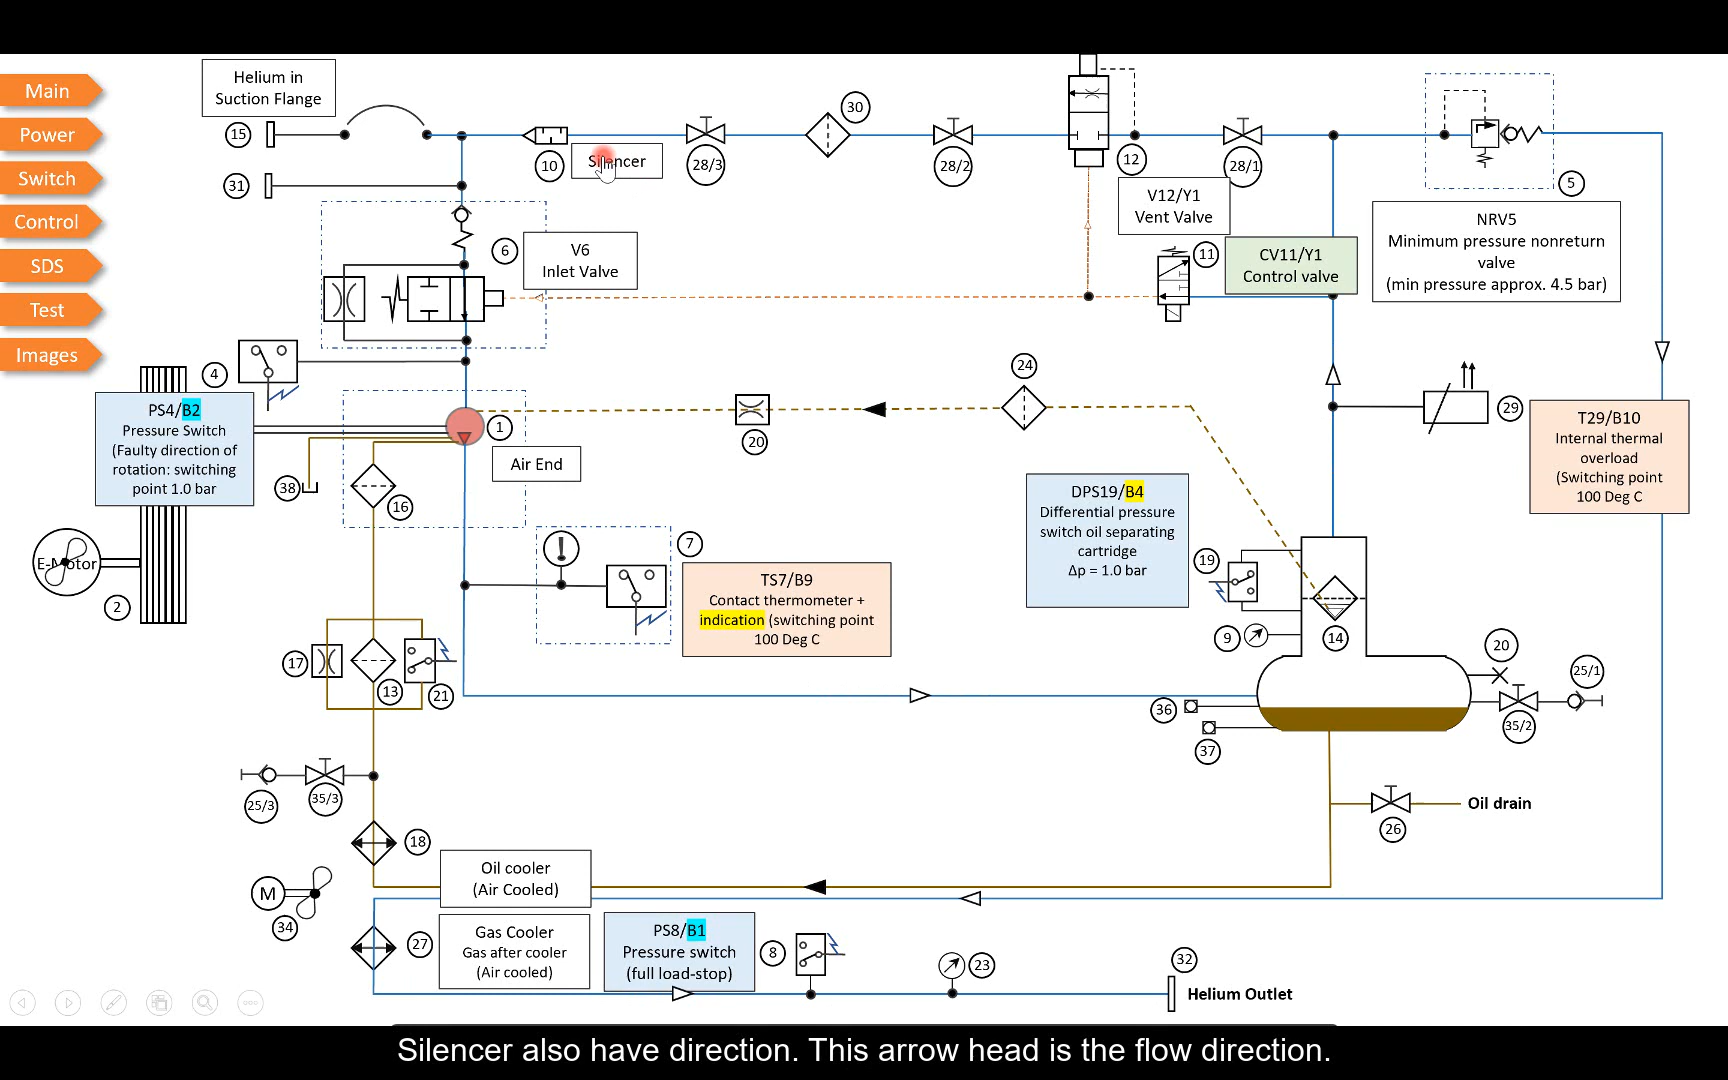 Main
Power
Switch
Control
SDS
Test
Images
Helium in
Suction Flange
15
31
10
Silencer
28/3
30
28/2
12
28/1
5
V12/Y1
Vent Valve
NRV5
Minimum pressure nonreturn
valve
(min pressure approx. 4.5 bar)
6
V6
Inlet Valve
11
CV11/Y1
Control valve
4
PS4/B2
Pressure Switch
(Faulty direction of
rotation: switching
point 1.0 bar
1
Air End
20
24
29
T29/B10
Internal thermal
overload
(Switching point
100 Deg C
38
16
E-Motor
2
7
TS7/B9
Contact thermometer +
indication (switching point
100 Deg C
DPS19/B4
Differential pressure
switch oil separating
cartridge
Δp = 1.0 bar
19
9
14
20
25/1
35/2
17
13
21
36
37
25/3
35/3
26
Oil drain
18
Oil cooler
(Air Cooled)
M
34
27
Gas Cooler
Gas after cooler
(Air cooled)
PS8/B1
Pressure switch
(full load-stop)
8
23
32
Helium Outlet
Silencer also have direction. This arrow head is the flow direction.